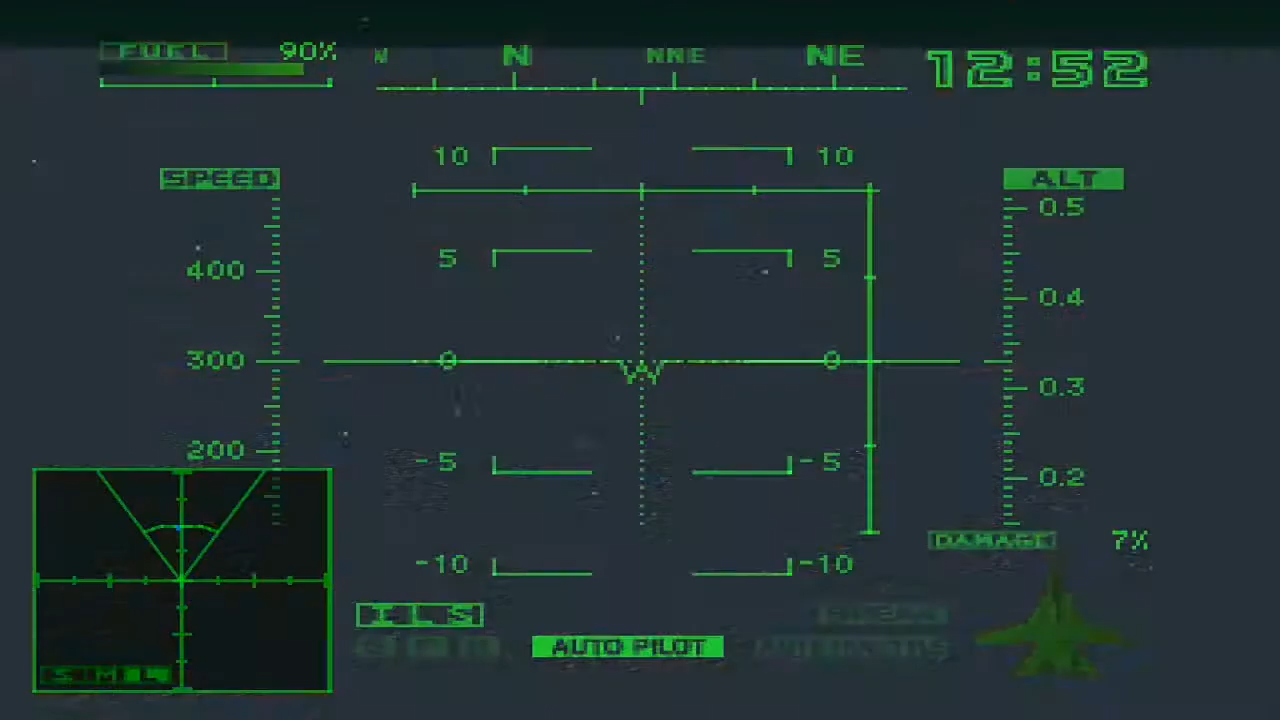 FUEL 90% N N NNE NE 12:52
10 10
SPEED ALT
0.5
5 5
400
0.4
300 0 0
0.3
200
-5 -5
0.2
DAMAGE 7%
-10 -10
ILS
AUTO PILOT